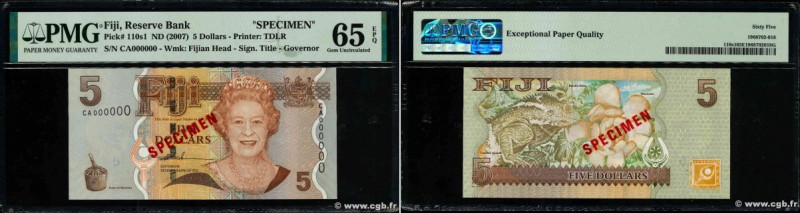 PMG
PAPER MONEY GUARANTY
Fiji, Reserve Bank "SPECIMEN"
Pick# 110s1 ND (2007) 5 Dollars - Printer: TDLR
S/N CA000000 - Wmk: Fijian Head - Sign. Title - Governor
65 EPQ
Gem Uncirculated
5
Fiji
CA000000
CA000000
DOLLARS
SPECIMEN
5
© www.cgb.fr
PMG
Exceptional Paper Quality
Sixty Five
FIJI
5
SPECIMEN
5
FIVE DOLLARS
© www.cgb.fr